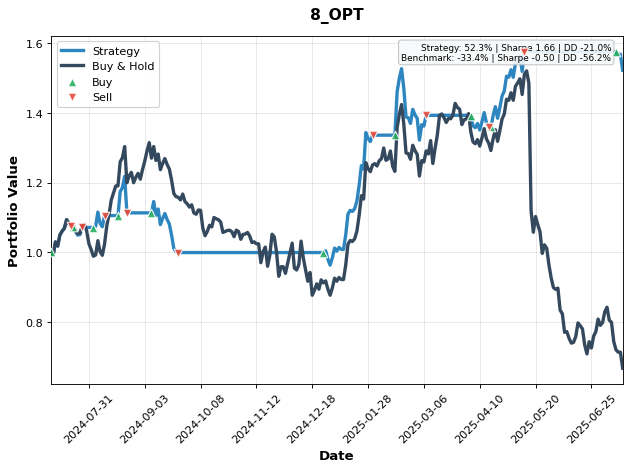 8_OPT
Strategy: 52.3% | Sharpe 1.66 | DD -21.0%
Benchmark: -33.4% | Sharpe -0.50 | DD -56.2%
Strategy
Buy & Hold
Buy
Sell
Portfolio Value
1.6
1.4
1.2
1.0
0.8
2024-07-31
2024-09-03
2024-10-08
2024-11-12
2024-12-18
2025-01-28
2025-03-06
2025-04-10
2025-05-20
2025-06-25
Date